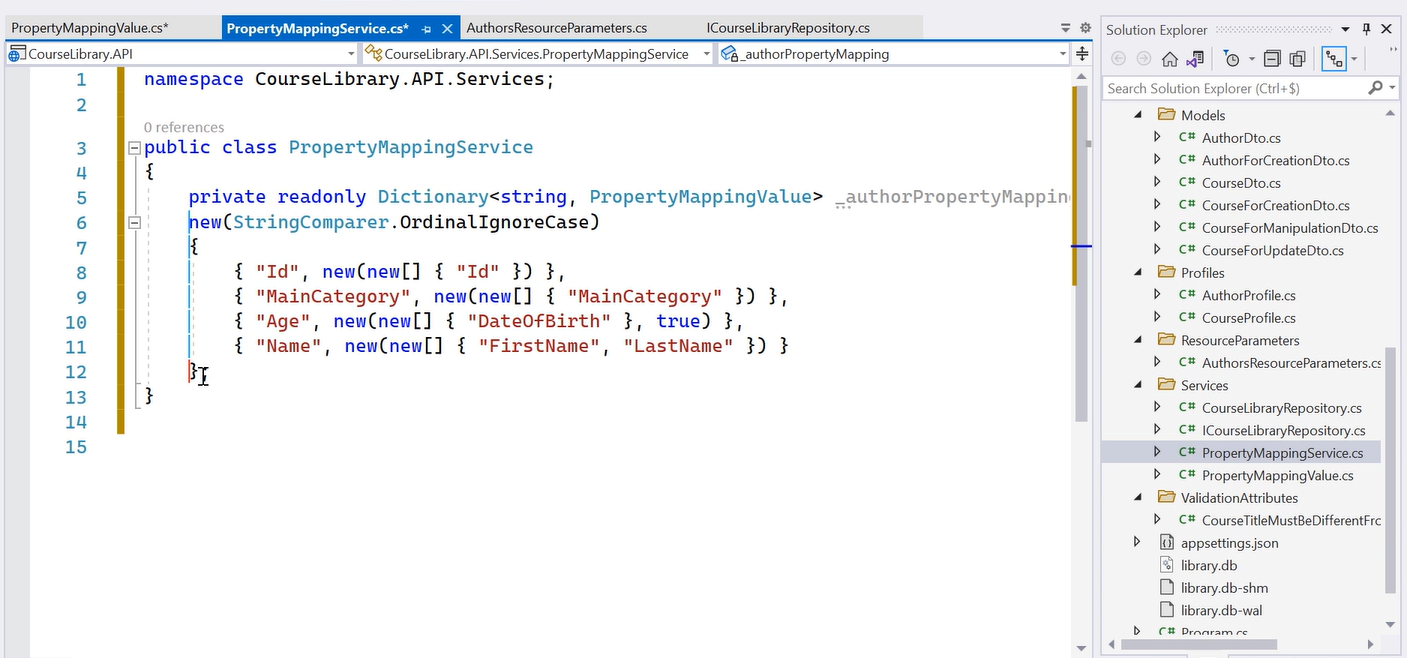 PropertyMappingValue.cs*
PropertyMappingService.cs*
AuthorsResourceParameters.cs
ICourseLibraryRepository.cs
CourseLibrary.API
CourseLibrary.API.Services.PropertyMappingService
_authorPropertyMapping
1 namespace CourseLibrary.API.Services;
2
0 references
3 public class PropertyMappingService
4 {
5 private readonly Dictionary<string, PropertyMappingValue> _authorPropertyMapping
6 new(StringComparer.OrdinalIgnoreCase)
7 {
8 { "Id", new(new[] { "Id" }) },
9 { "MainCategory", new(new[] { "MainCategory" }) },
10 { "Age", new(new[] { "DateOfBirth" }, true) },
11 { "Name", new(new[] { "FirstName", "LastName" }) }
12 };
13 }
14
15
Solution Explorer
Search Solution Explorer (Ctrl+$)
Models
C# AuthorDto.cs
C# AuthorForCreationDto.cs
C# CourseDto.cs
C# CourseForCreationDto.cs
C# CourseForManipulationDto.cs
C# CourseForUpdateDto.cs
Profiles
C# AuthorProfile.cs
C# CourseProfile.cs
ResourceParameters
C# AuthorsResourceParameters.cs
Services
C# CourseLibraryRepository.cs
C# ICourseLibraryRepository.cs
C# PropertyMappingService.cs
C# PropertyMappingValue.cs
ValidationAttributes
C# CourseTitleMustBeDifferentFrc
appsettings.json
library.db
library.db-shm
library.db-wal
C# Program.cs